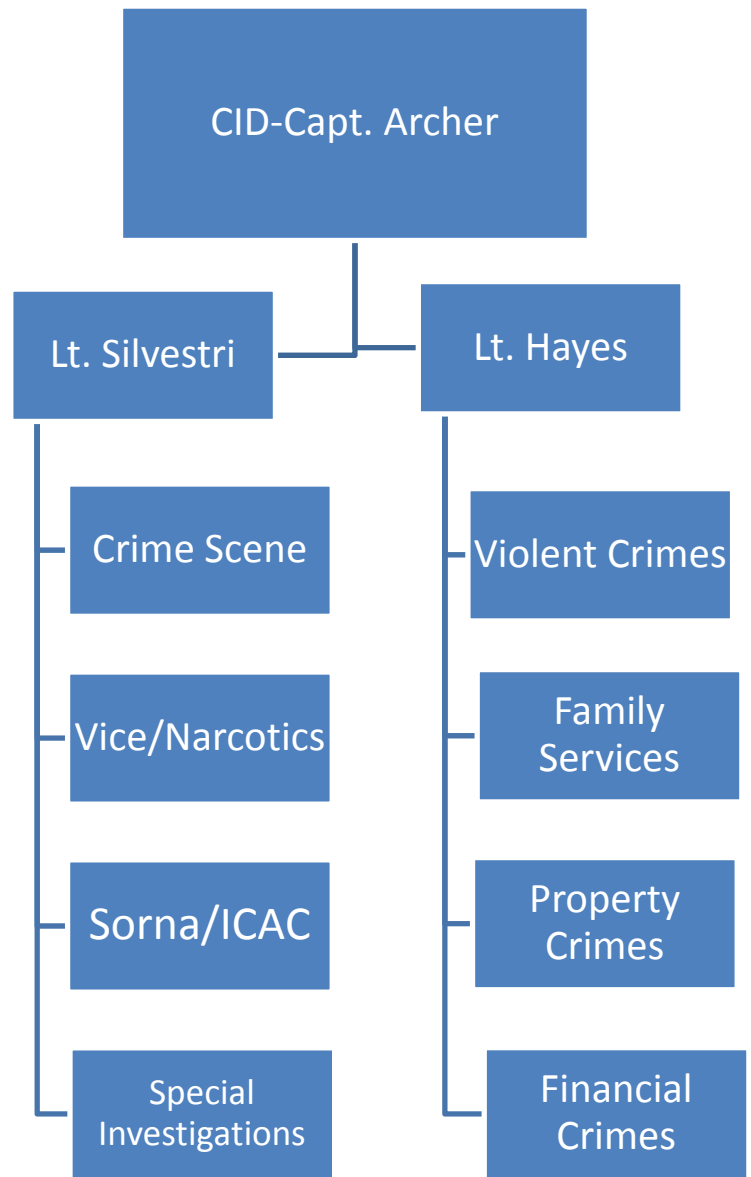 CID-Capt. Archer
Lt. Silvestri
Crime Scene
Vice/Narcotics
Sorna/ICAC
Special
Investigations
Lt. Hayes
Violent Crimes
Family
Services
Property
Crimes
Financial
Crimes